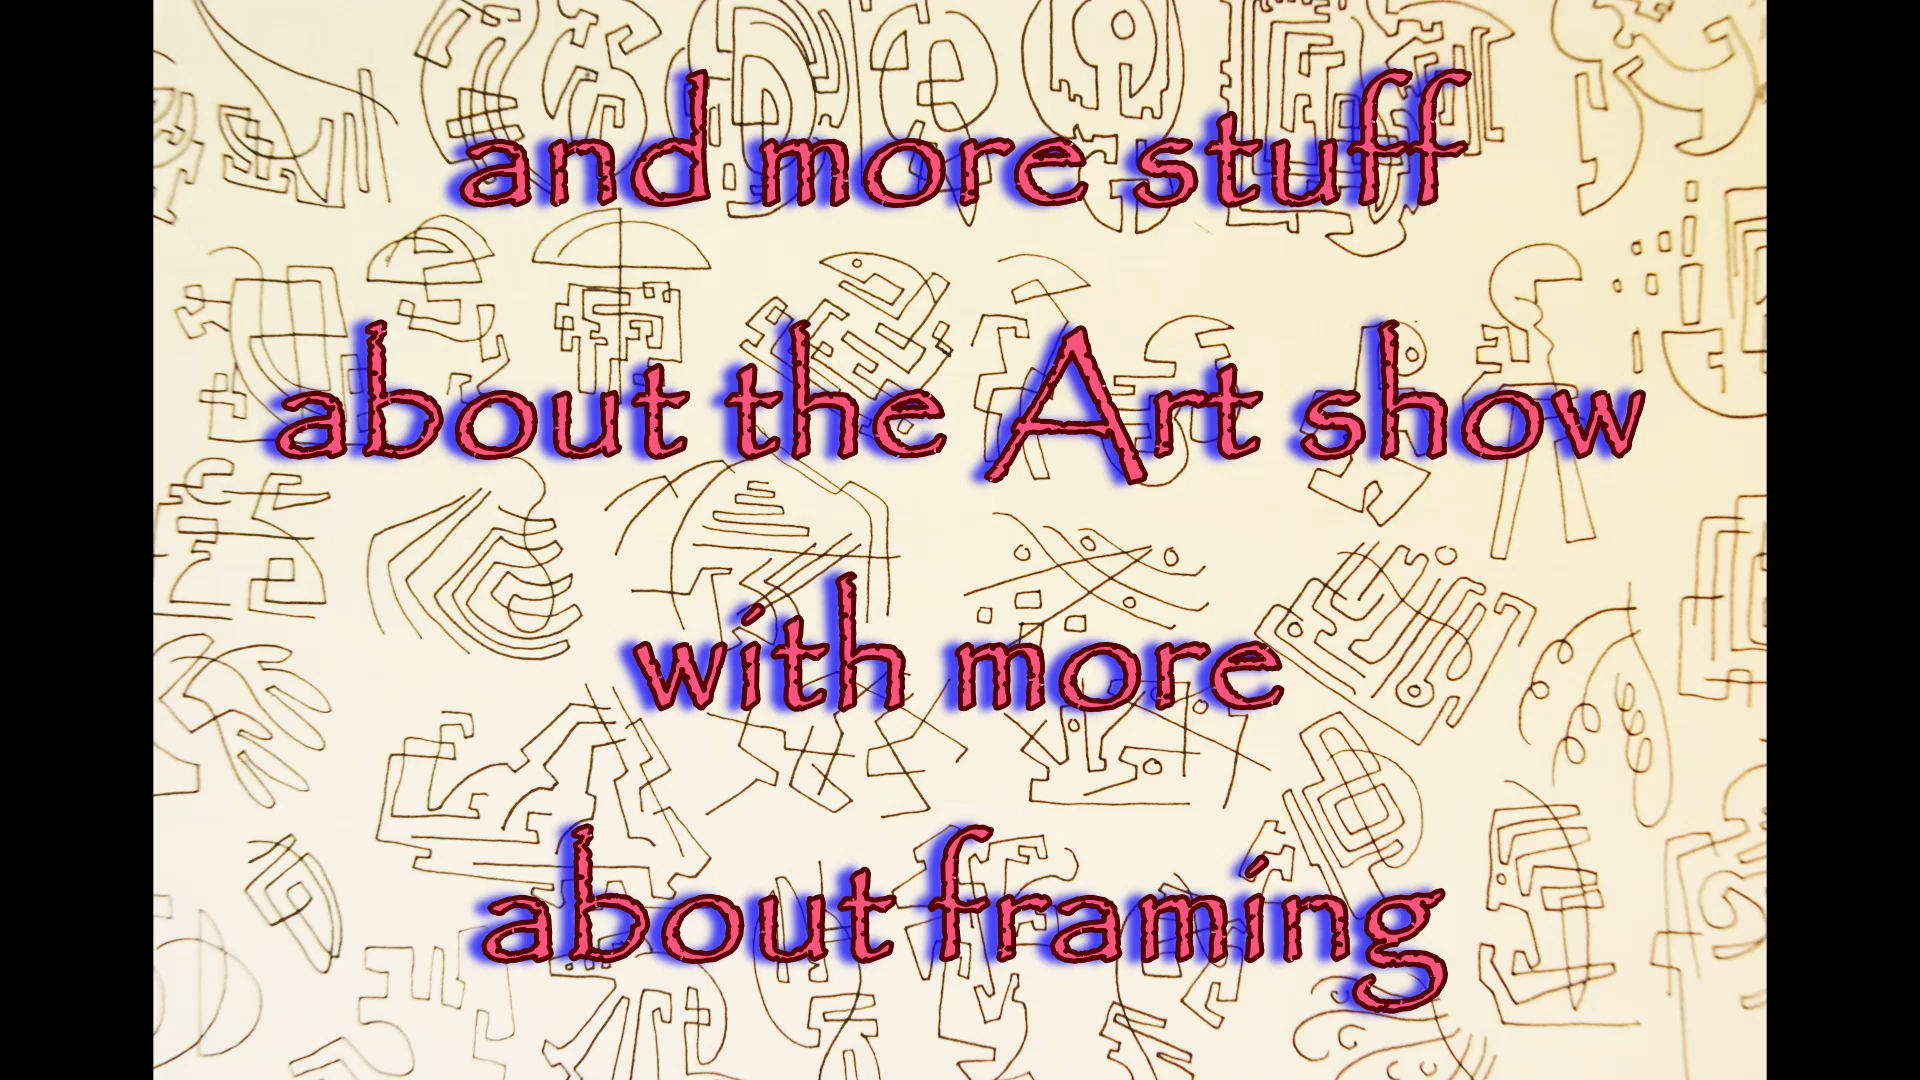 and more stuff
about the Art show
with more
about framing